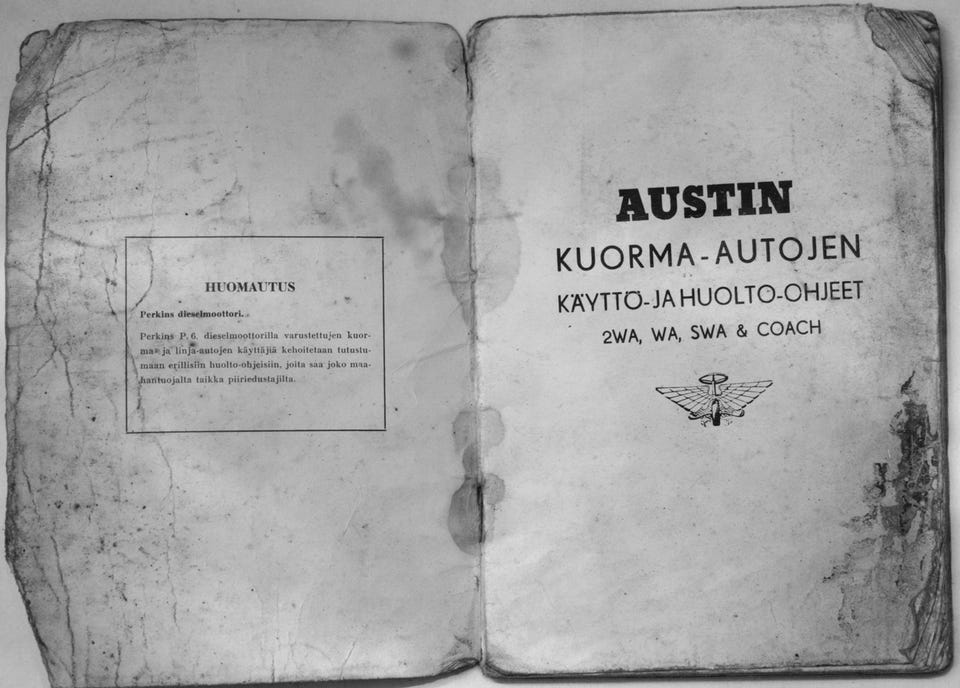 HUOMAUTUS
Perkins dieselmoottori.
Perkins P. 6. dieselmoottorilla varustettujen kuor-
ma- ja linja-autojen käyttäjiä kehoitetaan tutustu-
maan erillisiin huolto-ohjeisiin, joita saa joko maa-
hantuojalta taikka piiriedustajilta.
AUSTIN
KUORMA-AUTOJEN
KÄYTTÖ-JA HUOLTO-OHJEET
2WA, WA, SWA & COACH